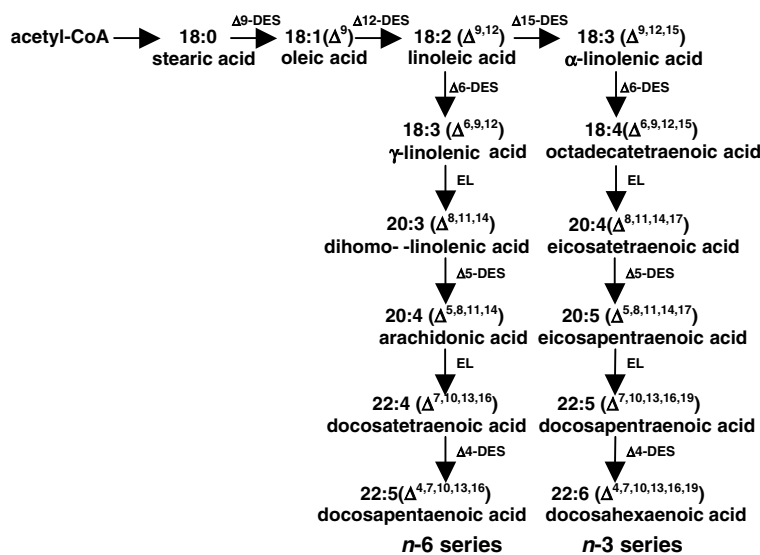 Δ9-DES Δ12-DES Δ15-DES
acetyl-CoA 18:0 18:1(Δ9) 18:2 (Δ9,12) 18:3 (Δ9,12,15)
stearic acid oleic acid linoleic acid α-linolenic acid
Δ6-DES Δ6-DES
18:3 (Δ6,9,12) 18:4(Δ6,9,12,15)
γ-linolenic acid octadecatetraenoic acid
EL EL
20:3 (Δ8,11,14) 20:4(Δ8,11,14,17)
dihomo- -linolenic acid eicosatetraenoic acid
Δ5-DES Δ5-DES
20:4 (Δ5,8,11,14) 20:5 (Δ5,8,11,14,17)
arachidonic acid eicosapentraenoic acid
EL EL
22:4 (Δ7,10,13,16) 22:5 (Δ7,10,13,16,19)
docosatetraenoic acid docosapentraenoic acid
Δ4-DES Δ4-DES
22:5(Δ4,7,10,13,16) 22:6 (Δ4,7,10,13,16,19)
docosapentaenoic acid docosahexaenoic acid
n-6 series n-3 series